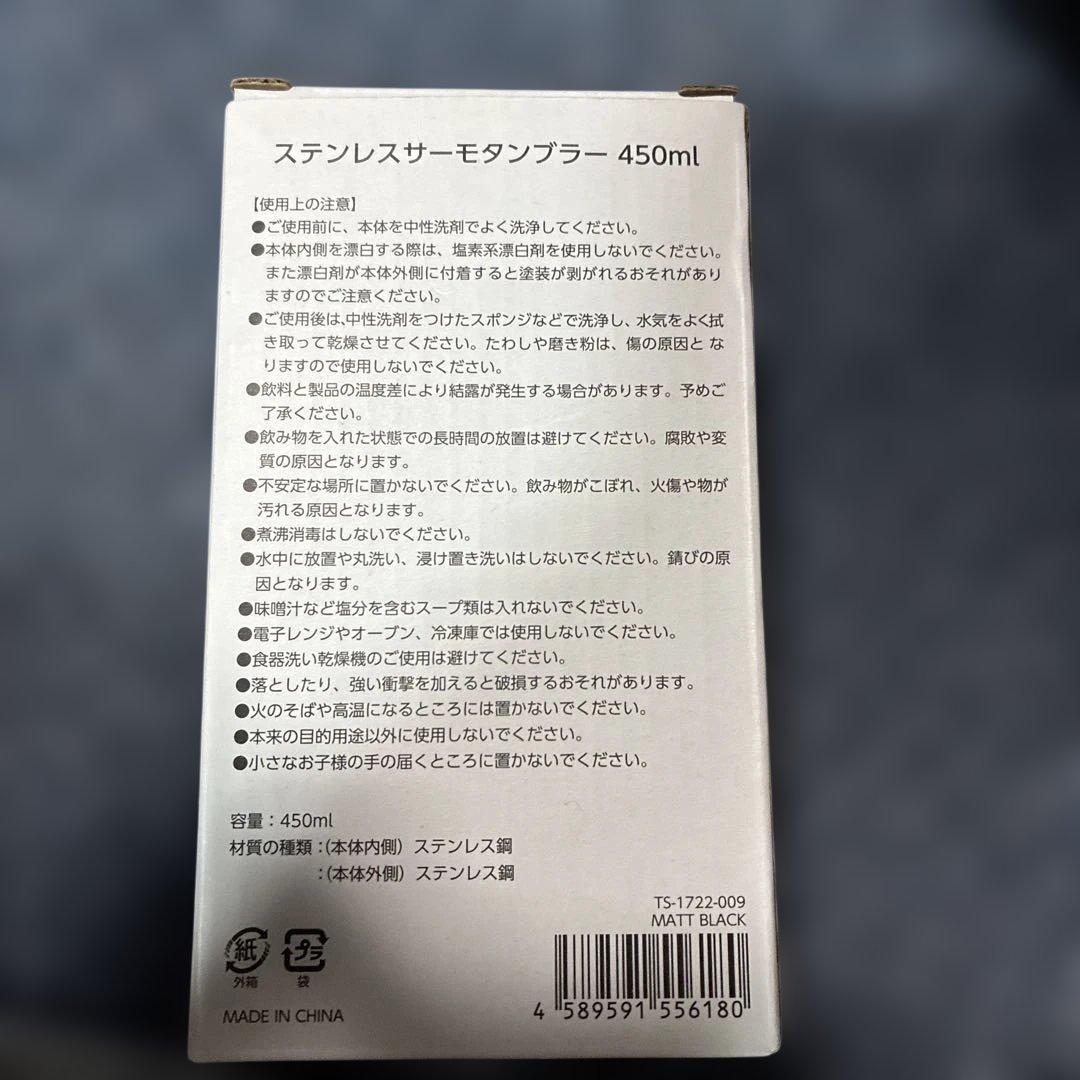 ステンレスサーモタンブラー 450ml
【使用上の注意】
●ご使用前に、本体を中性洗剤でよく洗浄してください。
●本体内側を漂白する際は、塩素系漂白剤を使用しないでください。
また漂白剤が本体外側に付着すると塗装が剥がれるおそれがあり
ますのでご注意ください。
●ご使用後は、中性洗剤をつけたスポンジなどで洗浄し、水気をよく拭
き取って乾燥させてください。たわしや磨き粉は、傷の原因と な
りますので使用しないでください。
●飲料と製品の温度差により結露が発生する場合があります。予めご
了承ください。
●飲み物を入れた状態での長時間の放置は避けてください。腐敗や変
質の原因となります。
●不安定な場所に置かないでください。飲み物がこぼれ、火傷や物が
汚れる原因となります。
●煮沸消毒はしないでください。
●水中に放置や丸洗い、浸け置き洗いはしないでください。錆びの原
因となります。
●味噌汁など塩分を含むスープ類は入れないでください。
●電子レンジやオーブン、冷凍庫では使用しないでください。
●食器洗い乾燥機のご使用は避けてください。
●落としたり、強い衝撃を加えると破損するおそれがあります。
●火のそばや高温になるところには置かないでください。
●本来の目的用途以外に使用しないでください。
●小さなお子様の手の届くところに置かないでください。
容量：450ml
材質の種類：（本体内側） ステンレス鋼
：（本体外側） ステンレス鋼
TS-1722-009
MATT BLACK
紙 プラ
外箱 袋
MADE IN CHINA
4 589591 556180